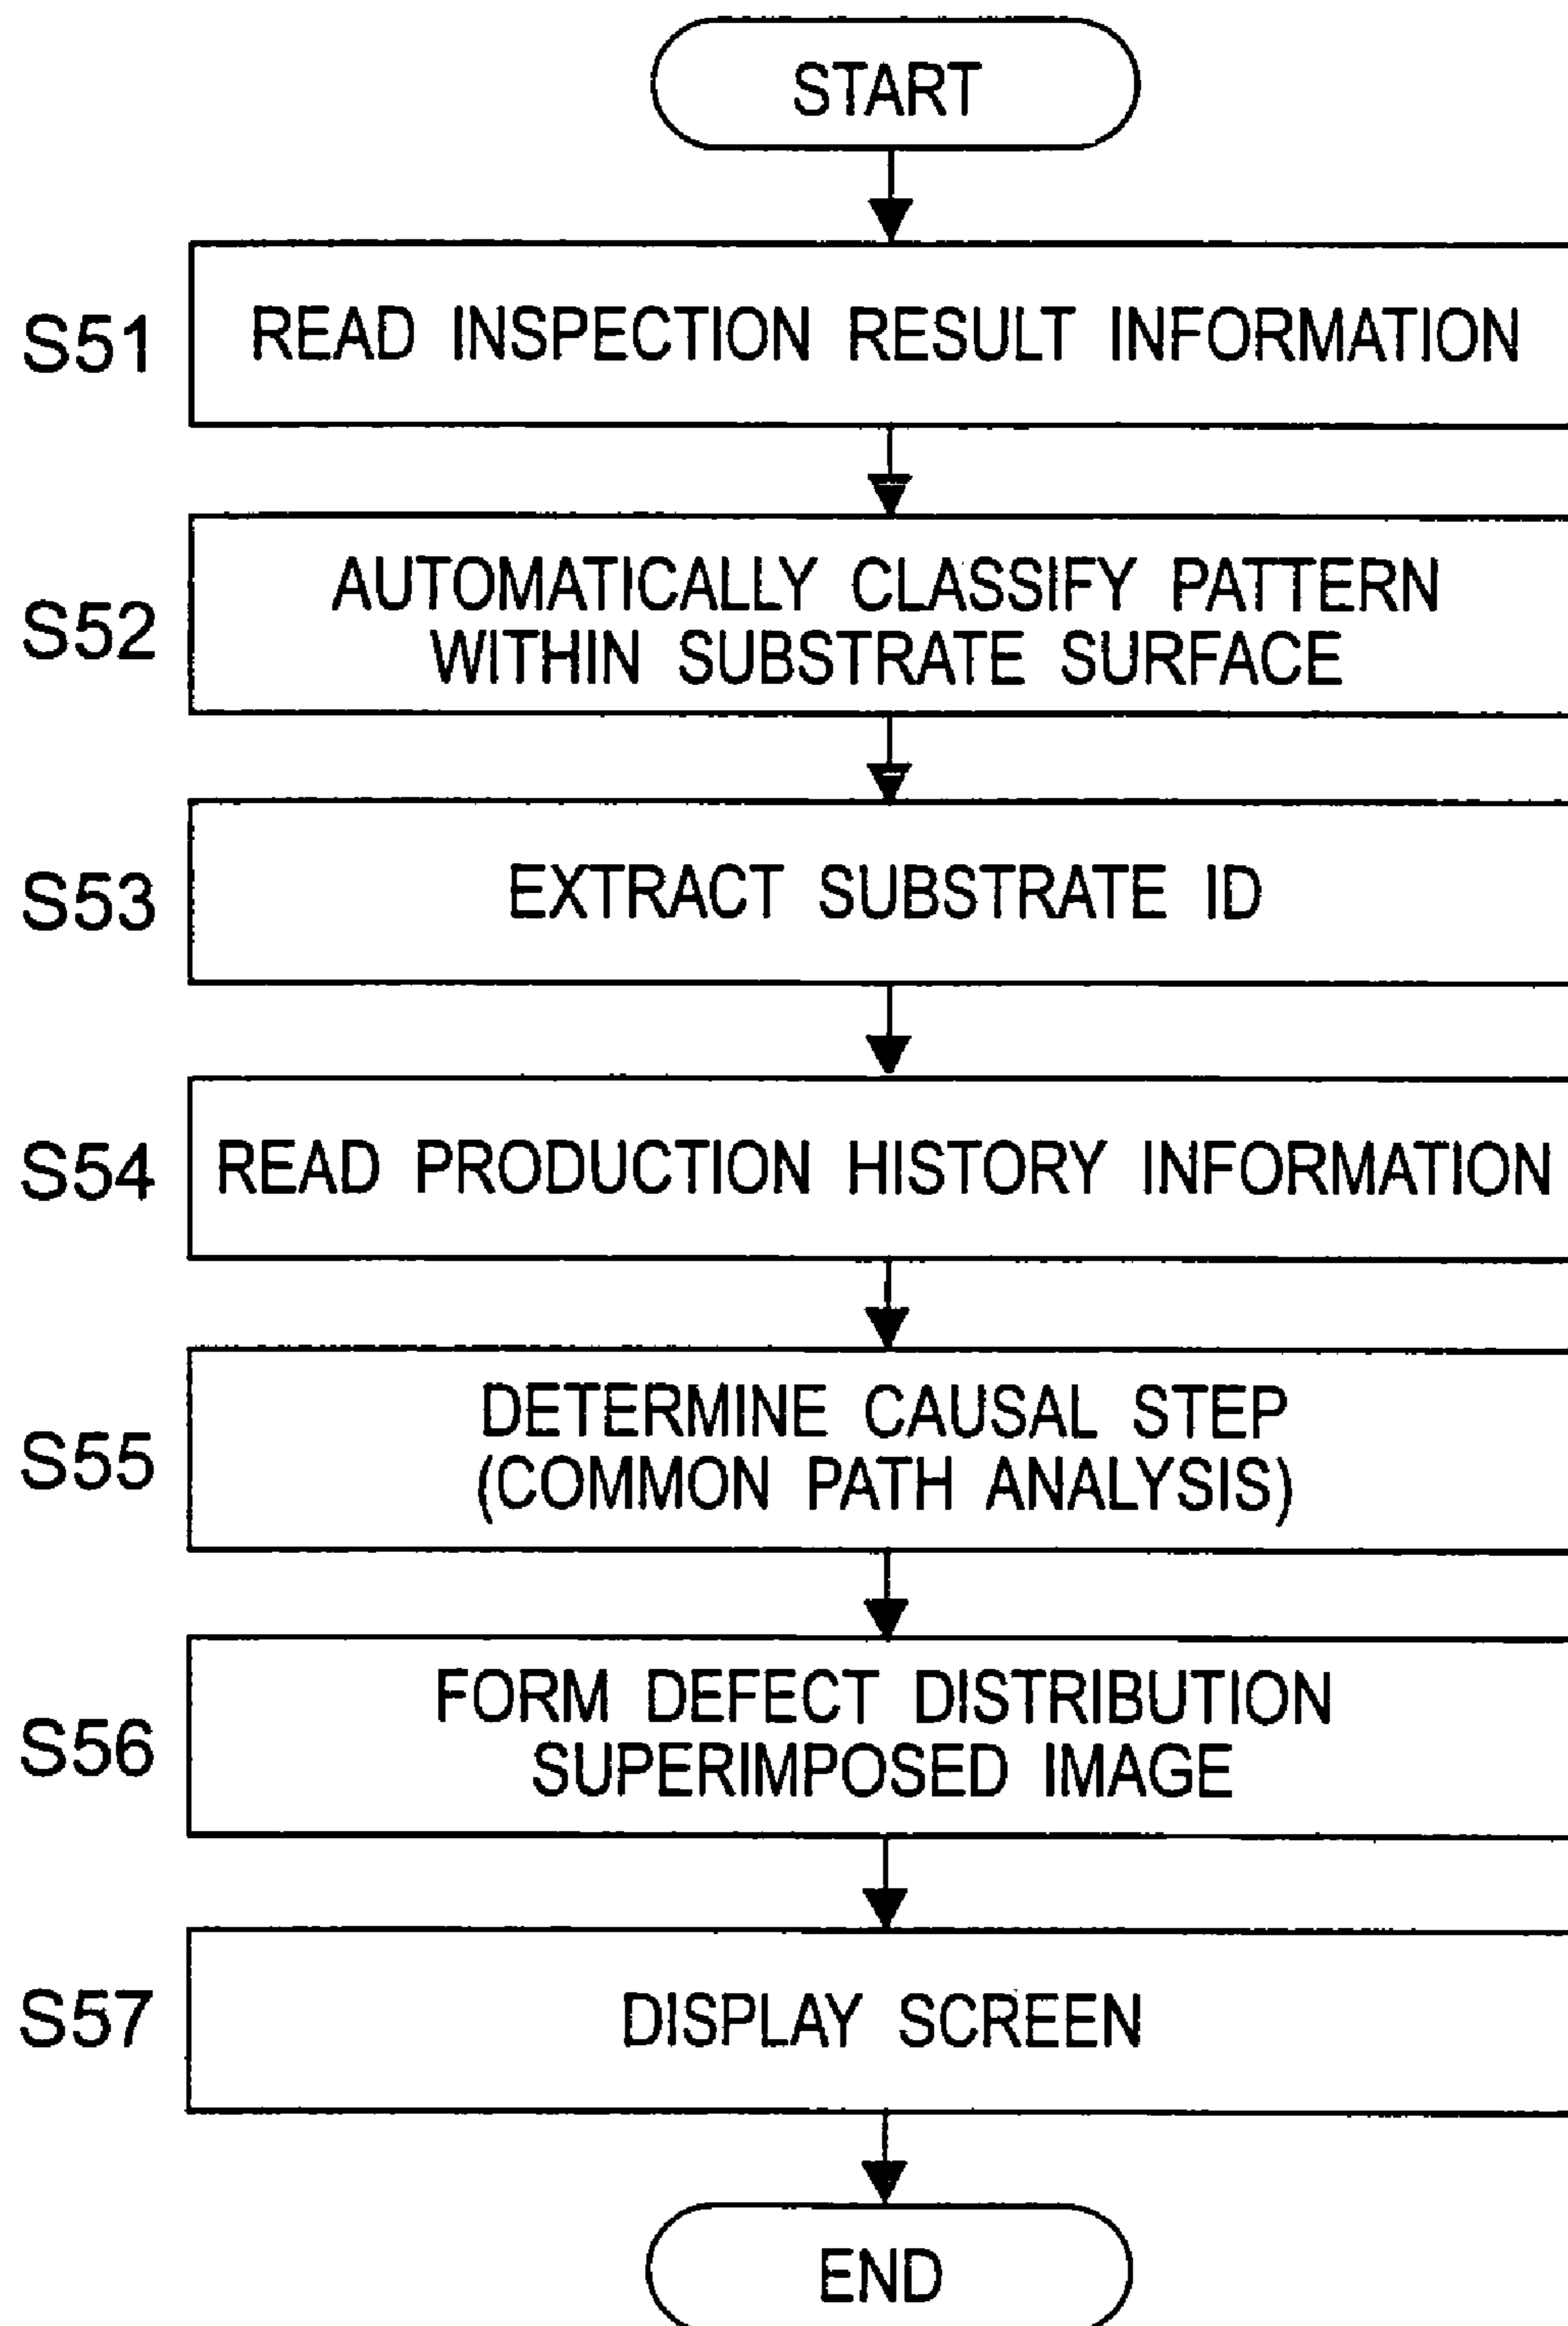 START
S51
READ INSPECTION RESULT INFORMATION
S52
AUTOMATICALLY CLASSIFY PATTERN
WITHIN SUBSTRATE SURFACE
S53
EXTRACT SUBSTRATE ID
S54
READ PRODUCTION HISTORY INFORMATION
S55
DETERMINE CAUSAL STEP
(COMMON PATH ANALYSIS)
S56
FORM DEFECT DISTRIBUTION
SUPERIMPOSED IMAGE
S57
DISPLAY SCREEN
END